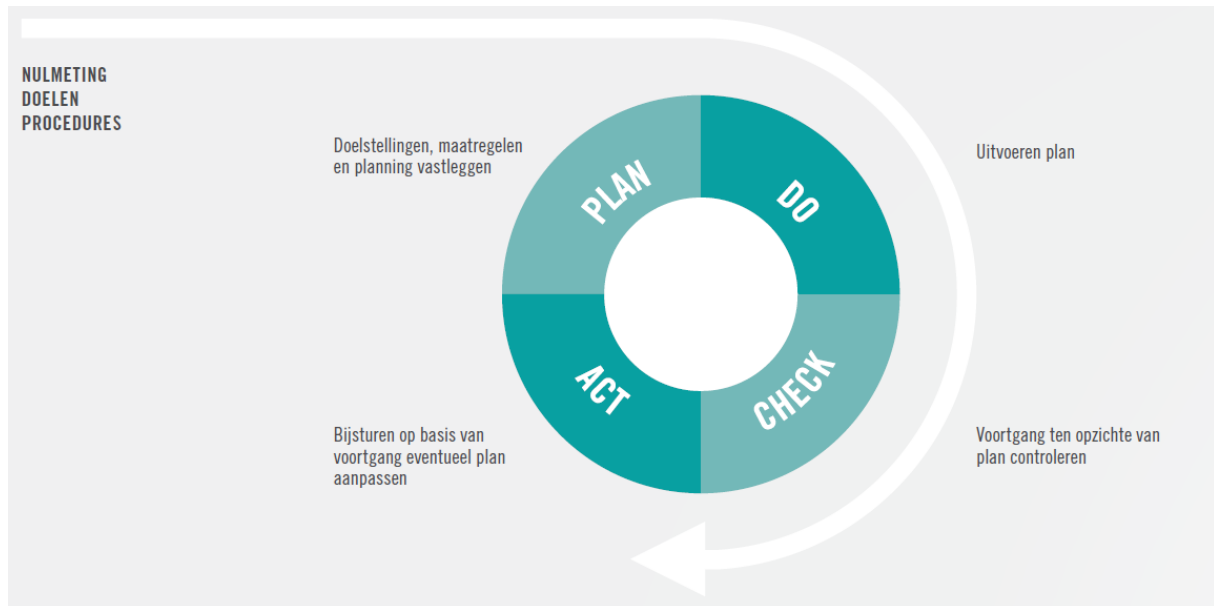 NULMETING
DOELEN
PROCEDURES
Doelstellingen, maatregelen
en planning vastleggen
PLAN
DO
Uitvoeren plan
ACT
CHECK
Bijsturen op basis van
voortgang eventueel plan
aanpassen
Voortgang ten opzichte van
plan controleren